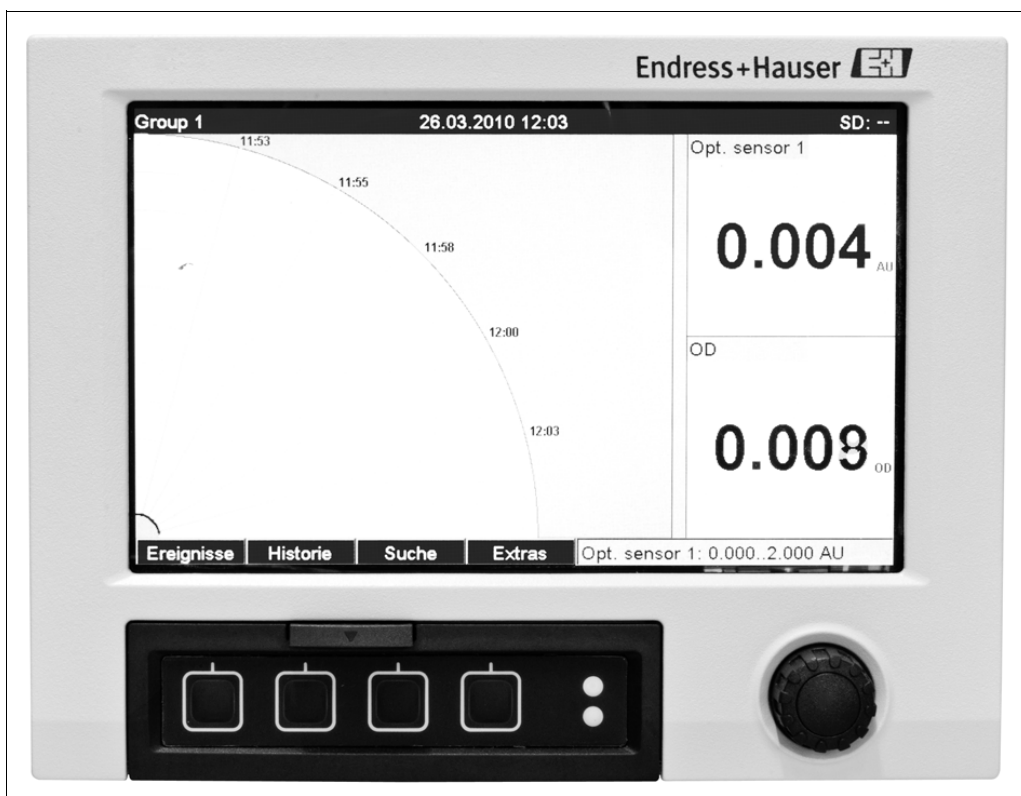 Endress+Hauser E+H
Group 1 26.03.2010 12:03 SD: --
11:53
11:55
11:58
12:00
12:03
Opt. sensor 1
0.004 AU
OD
0.008 OD
Ereignisse Historie Suche Extras Opt. sensor 1: 0.000..2.000 AU